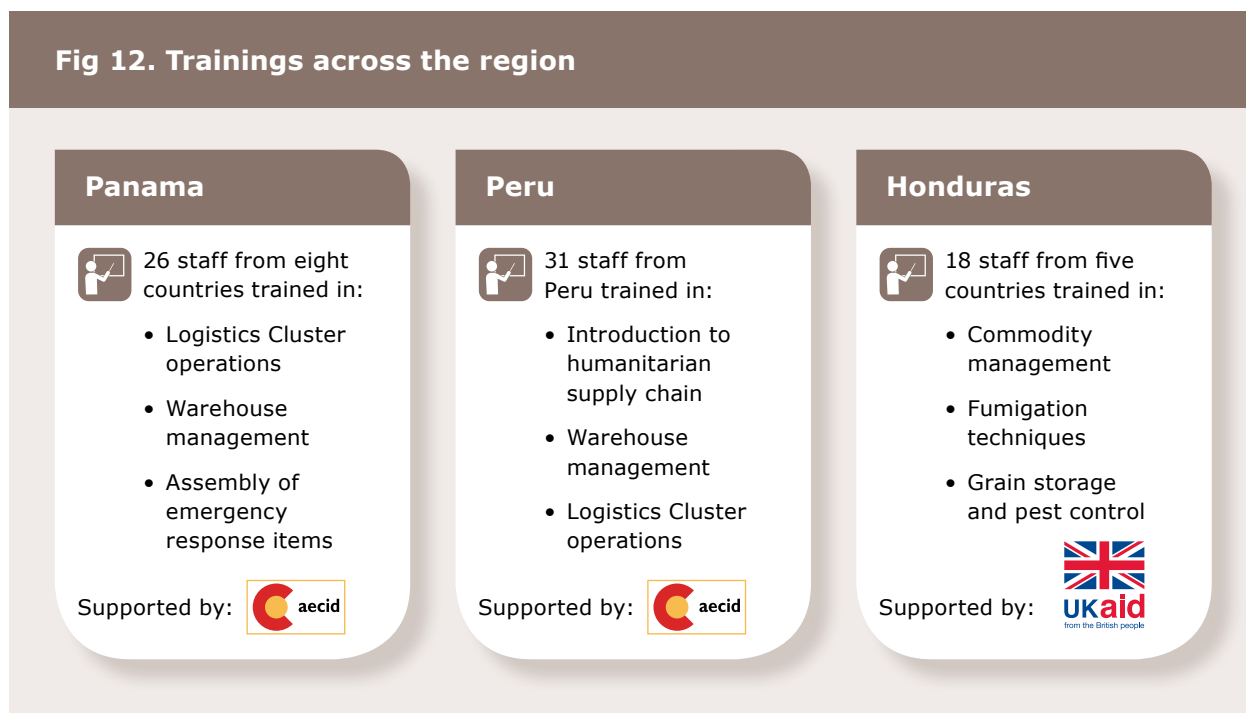 Fig 12. Trainings across the region
Panama
26 staff from eight
countries trained in:
• Logistics Cluster
operations
• Warehouse
management
• Assembly of
emergency
response items
Supported by:
aecid
Peru
31 staff from
Peru trained in:
• Introduction to
humanitarian
supply chain
• Warehouse
management
• Logistics Cluster
operations
Supported by:
aecid
Honduras
18 staff from five
countries trained in:
• Commodity
management
• Fumigation
techniques
• Grain storage
and pest control
Supported by:
UKaid
from the British people